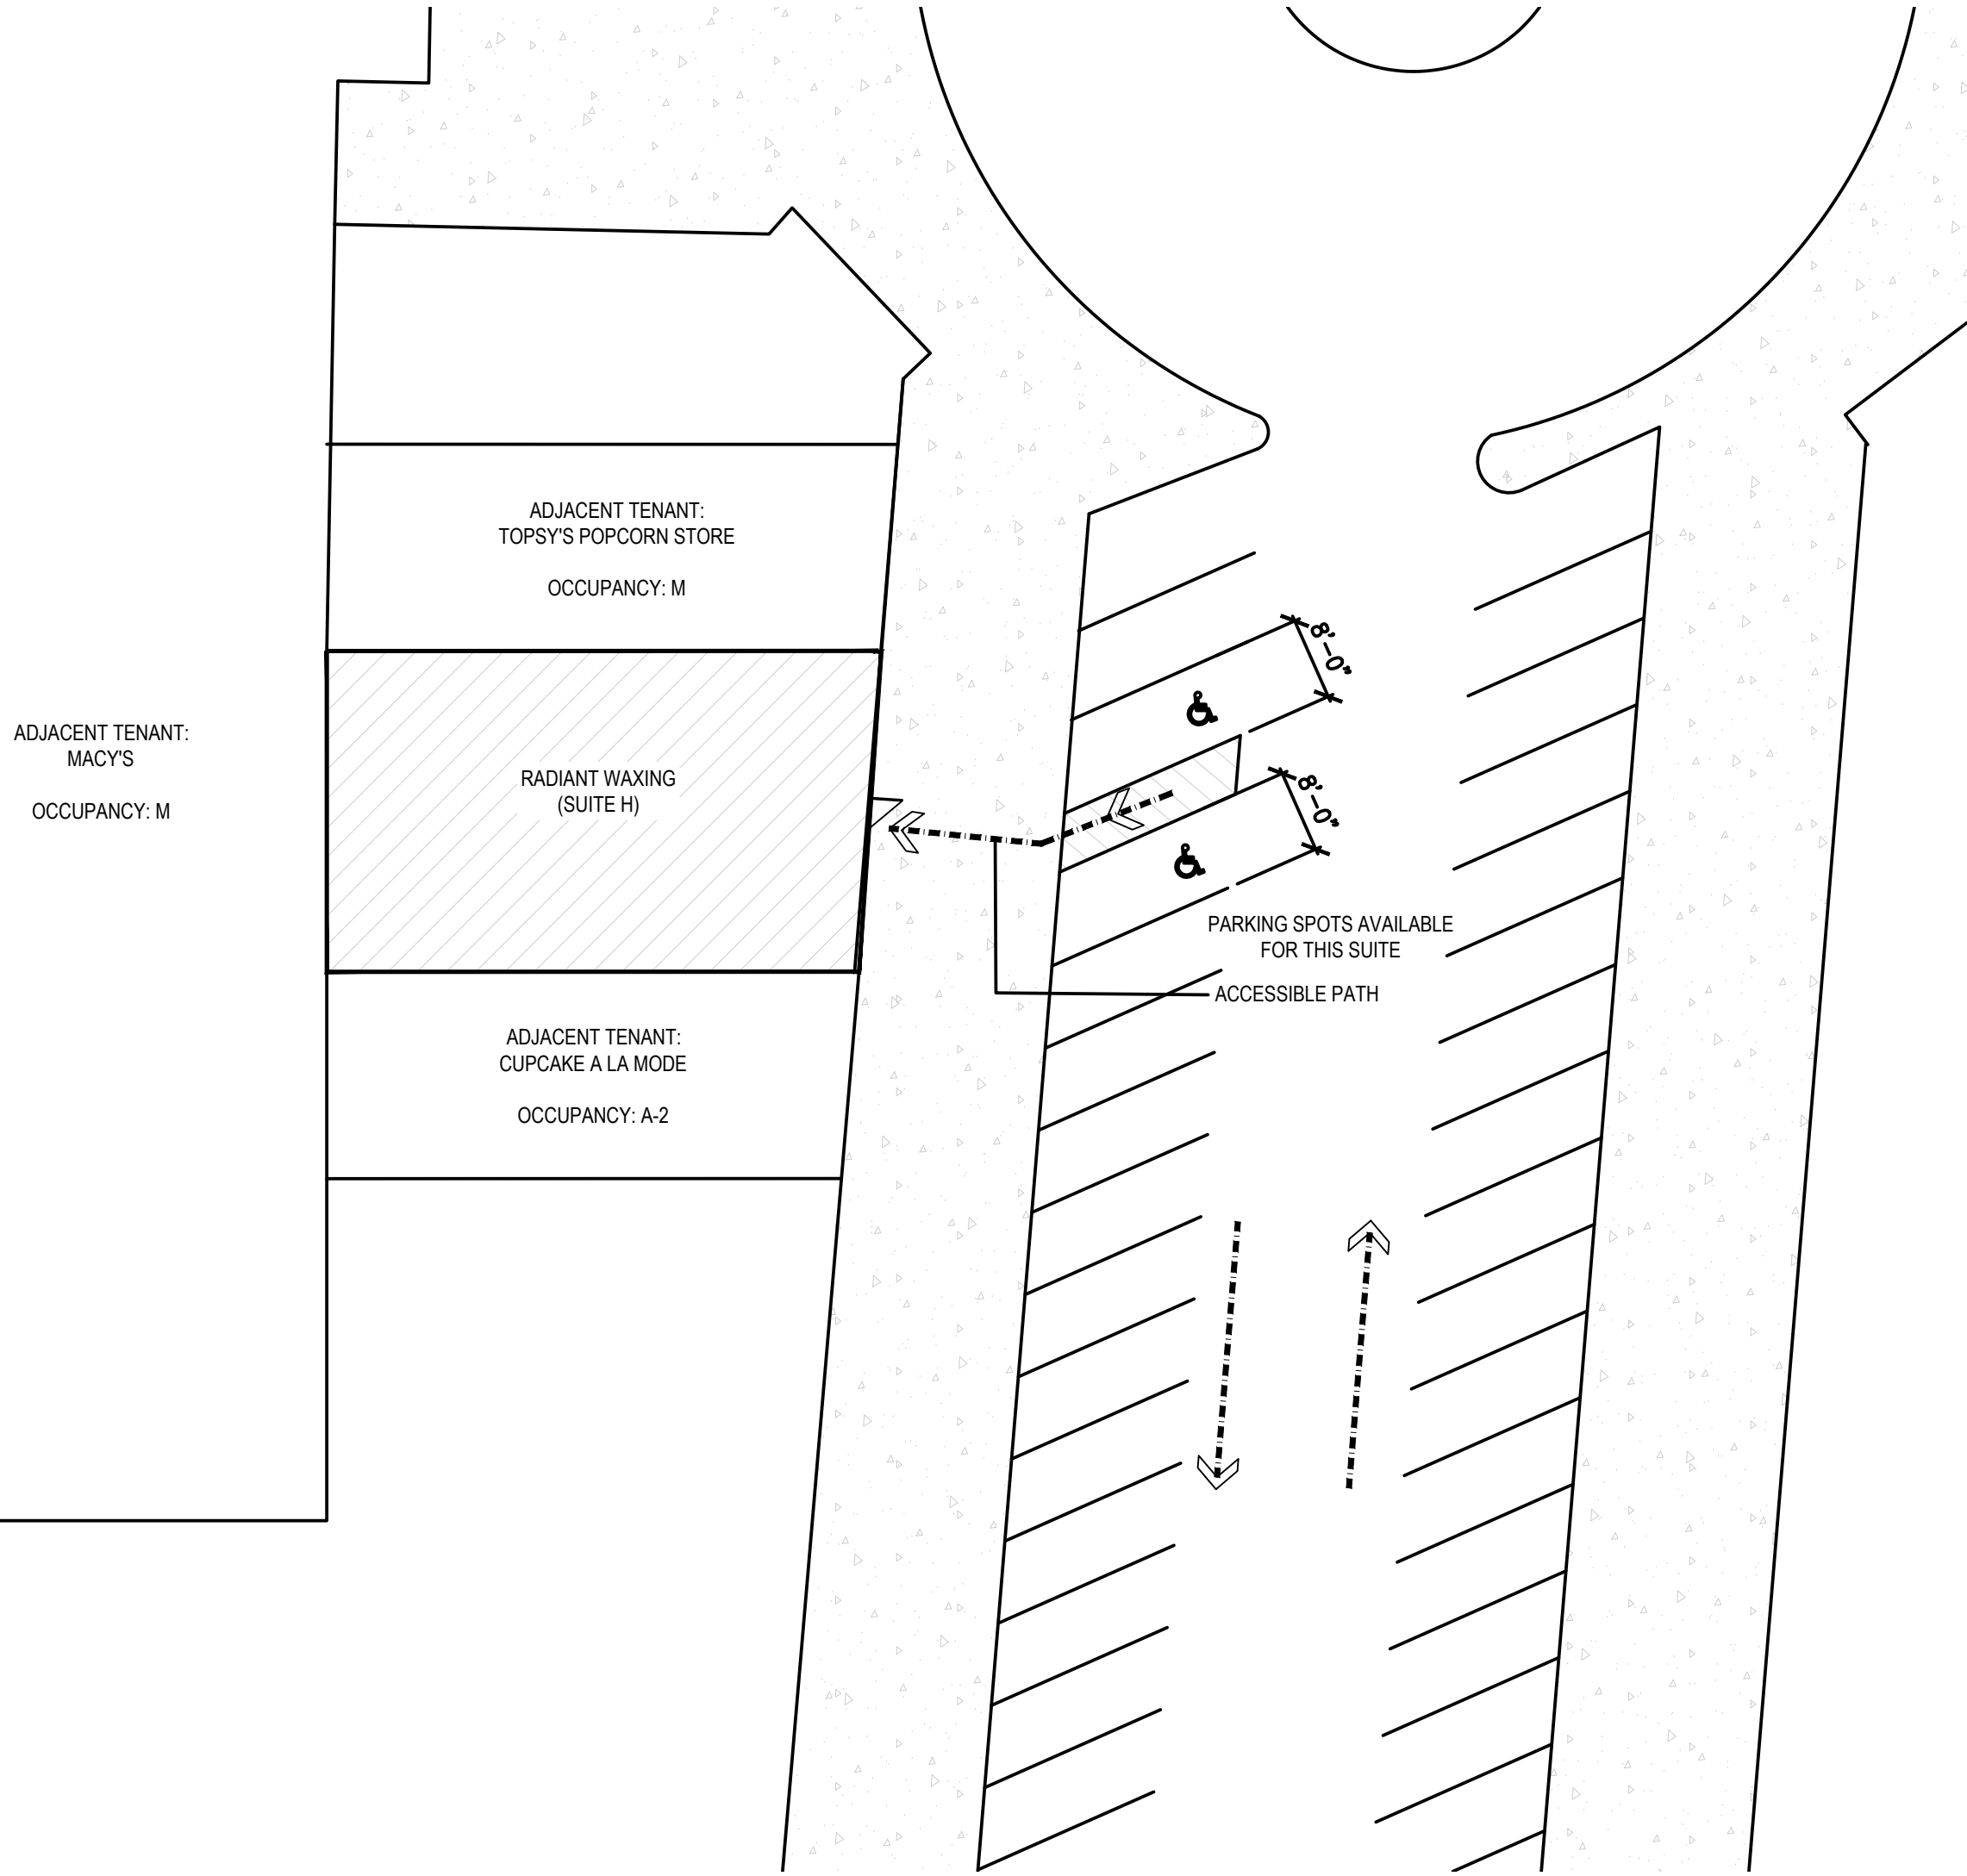 ADJACENT TENANT:
TOPSY'S POPCORN STORE
OCCUPANCY: M
8'-0"
ADJACENT TENANT:
MACY'S
OCCUPANCY: M
RADIANT WAXING
(SUITE H)
8'-0"
PARKING SPOTS AVAILABLE
FOR THIS SUITE
ACCESSIBLE PATH
ADJACENT TENANT:
CUPCAKE A LA MODE
OCCUPANCY: A-2